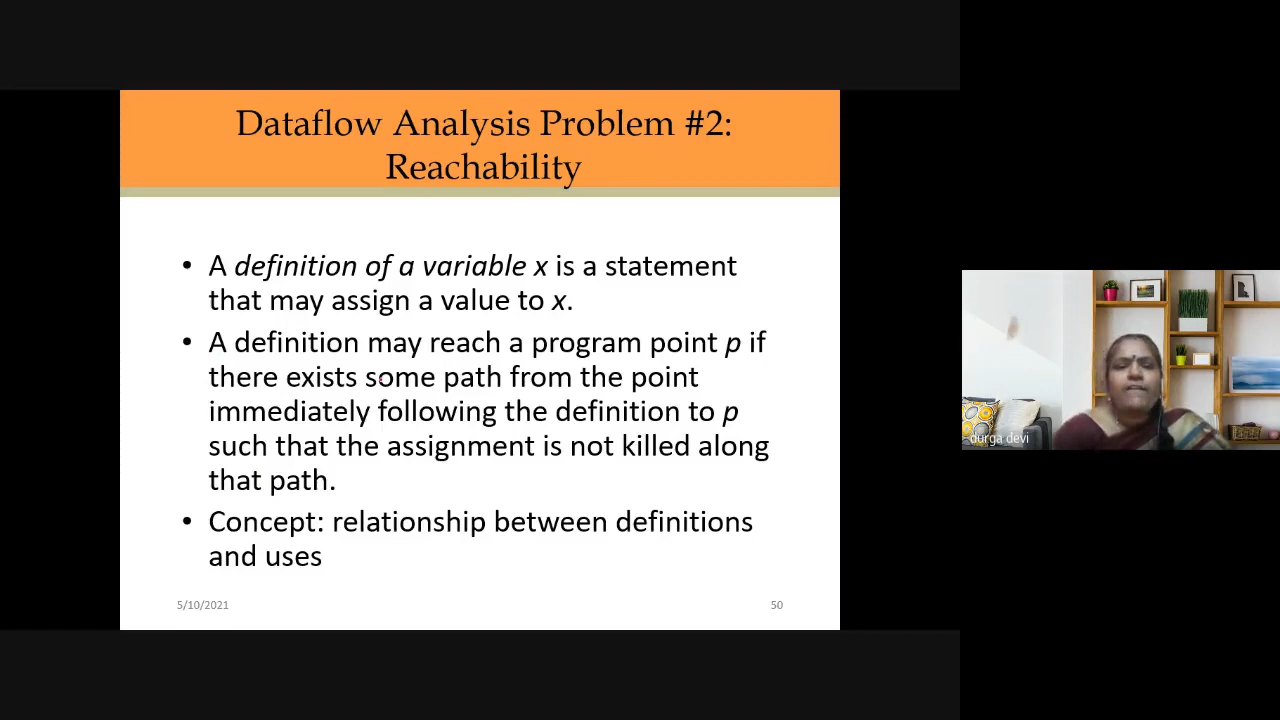 Dataflow Analysis Problem #2:
Reachability
• A definition of a variable x is a statement
that may assign a value to x.
• A definition may reach a program point p if
there exists some path from the point
immediately following the definition to p
such that the assignment is not killed along
that path.
• Concept: relationship between definitions
and uses
5/10/2021
50
durga devi